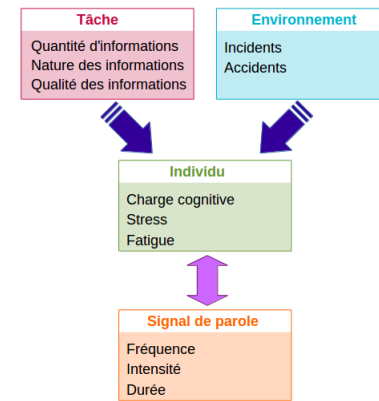 Tâche
Quantité d'informations
Nature des informations
Qualité des informations
Environnement
Incidents
Accidents
Individu
Charge cognitive
Stress
Fatigue
Signal de parole
Fréquence
Intensité
Durée